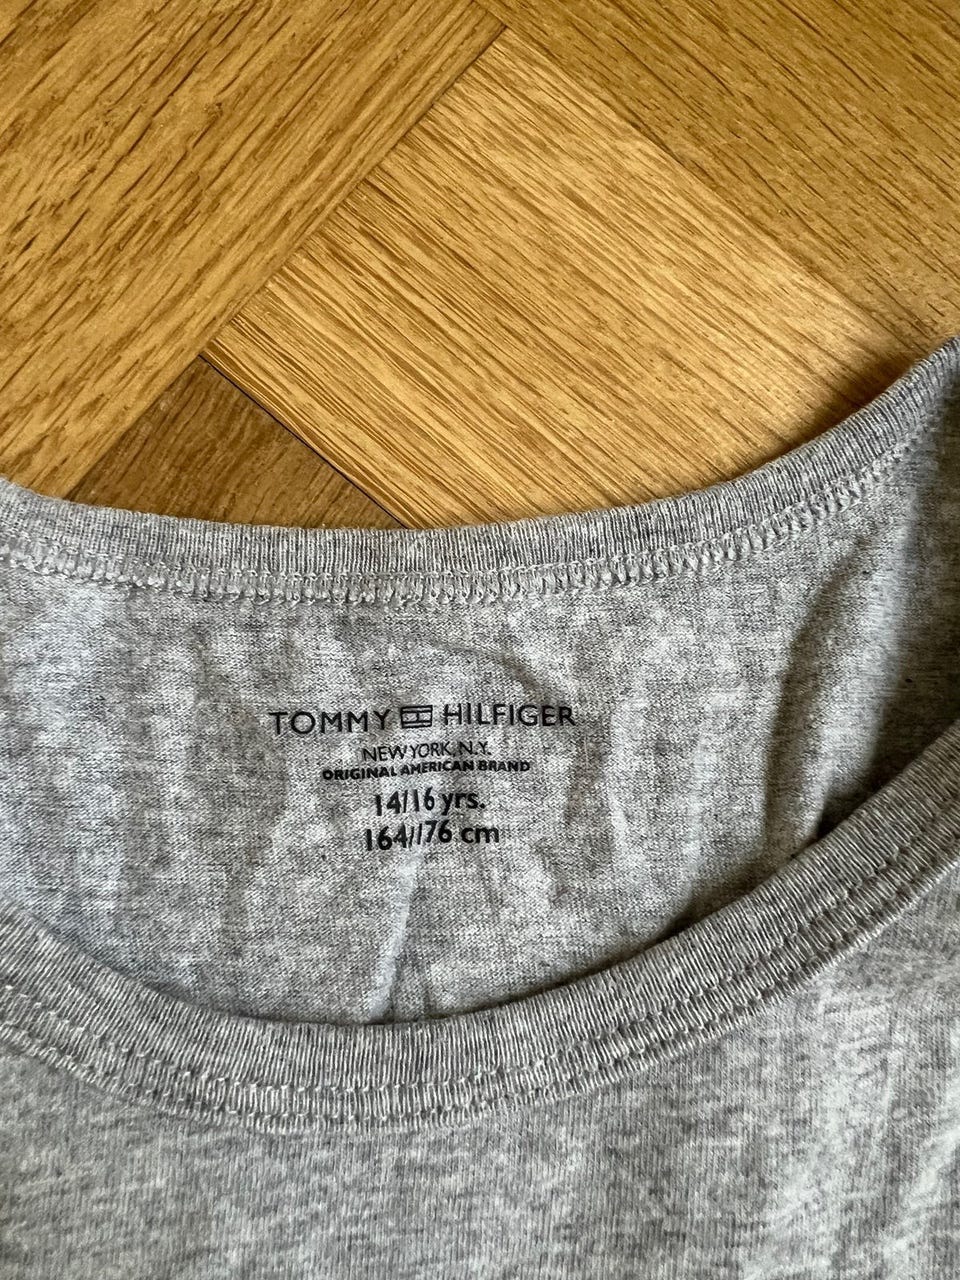 TOMMY HILFIGER
NEW YORK, N.Y.
ORIGINAL AMERICAN BRAND
14/16 yrs.
164/176 cm